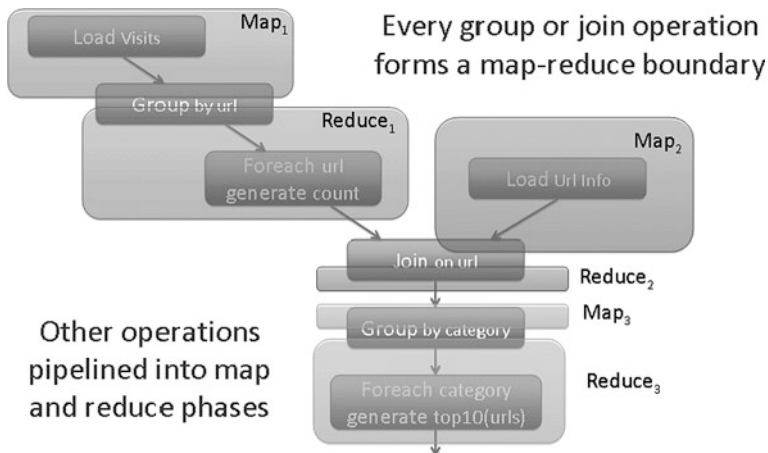 Load Visits
Map1
Every group or join operation
forms a map-reduce boundary
Group by url
Reduce1
Map2
Foreach url
generate count
Load Url Info
Join on url
Reduce2
Map3
Group by category
Other operations
pipelined into map
and reduce phases
Reduce3
Foreach category
generate top10(urls)